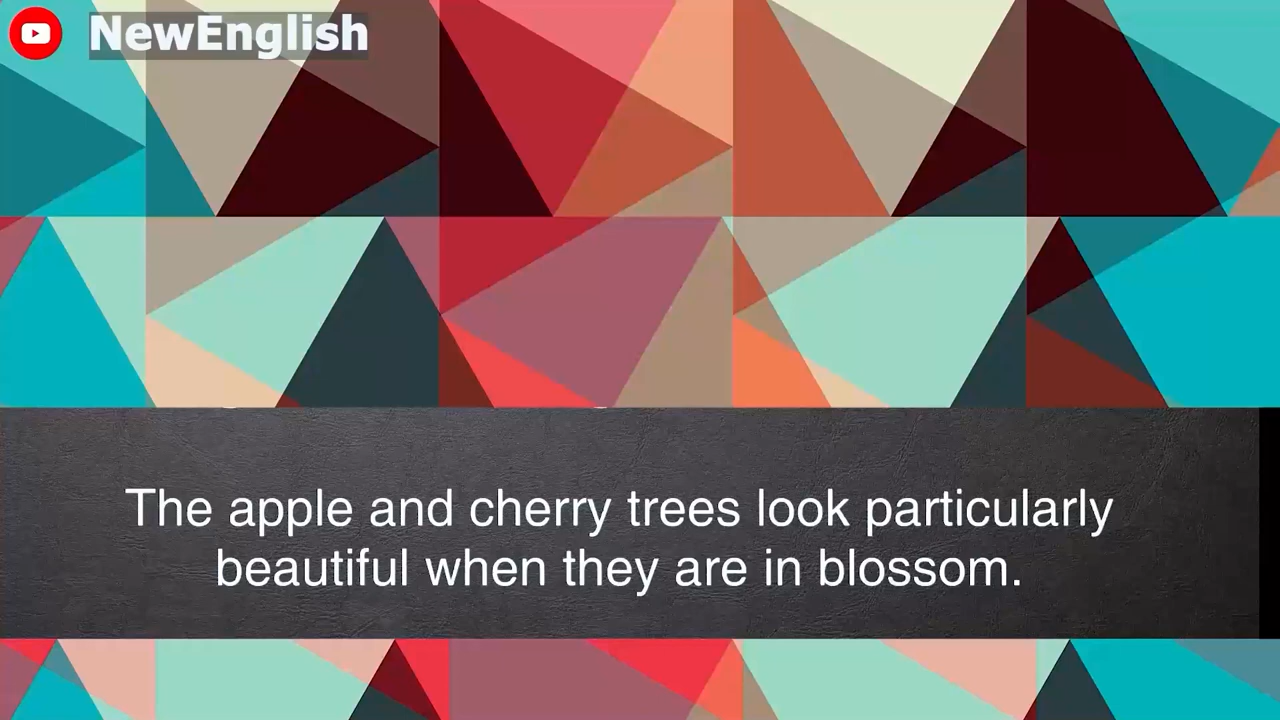 NewEnglish
The apple and cherry trees look particularly
beautiful when they are in blossom.